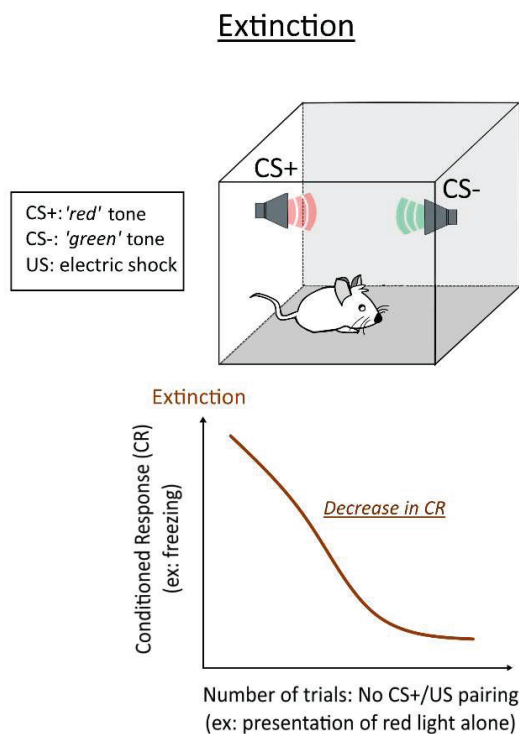 Extinction
CS+
CS-
CS+: 'red' tone
CS-: 'green' tone
US: electric shock
Extinction
Conditioned Response (CR)
(ex: freezing)
Decrease in CR
Number of trials: No CS+/US pairing
(ex: presentation of red light alone)